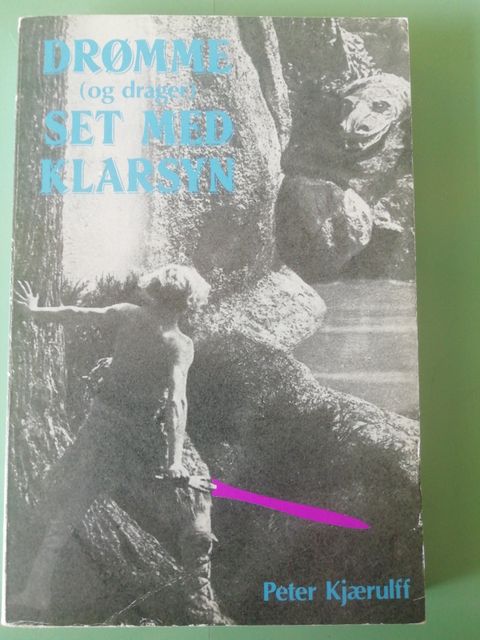 DRØMME
(og drager)
SET MED
KLARSYN
Peter Kjærulff